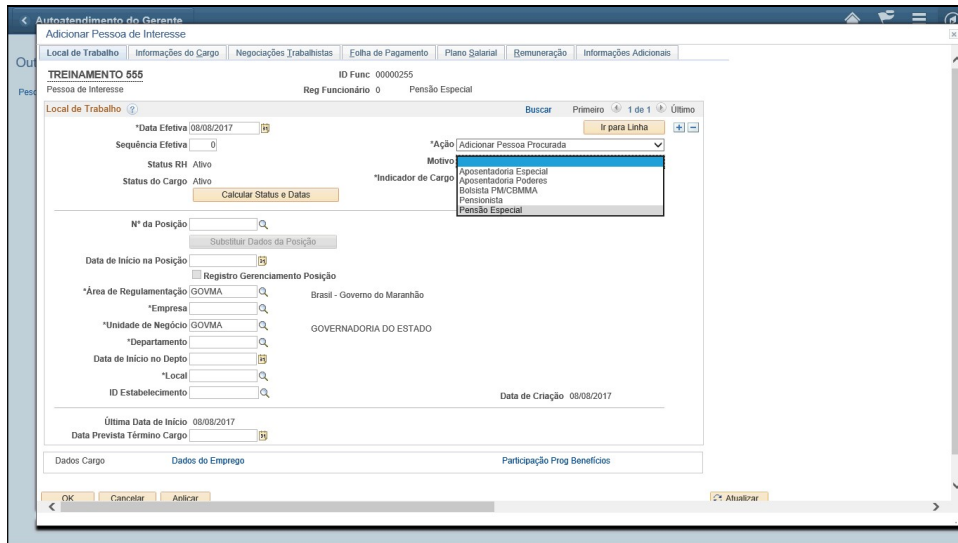 Autoatendimento do Gerente
Adicionar Pessoa de Interesse
Local de Trabalho Informações do Cargo Negociações Trabalhistas Folha de Pagamento Plano Salarial Remuneração Informações Adicionais
TREINAMENTO 555 ID Func 00000255
Pessoa de Interesse Reg Funcionário 0 Pensão Especial
Local de Trabalho Buscar Primeiro 1 de 1 Último
*Data Efetiva 08/08/2017 Ir para Linha
Sequência Efetiva 0 *Ação Adicionar Pessoa Procurada
Status RH Ativo Motivo
Status do Cargo Ativo *Indicador de Cargo
Aposentadoria Especial
Aposentadoria Poderes
Bolsista PM/CBMMA
Pensionista
Pensão Especial
Calcular Status e Datas
Nº da Posição
Substituir Dados da Posição
Data de Início na Posição
Registro Gerenciamento Posição
*Área de Regulamentação GOVMA Brasil - Governo do Maranhão
*Empresa
*Unidade de Negócio GOVMA GOVERNADORIA DO ESTADO
*Departamento
Data de Início no Depto
*Local
ID Estabelecimento Data de Criação 08/08/2017
Última Data de Início 08/08/2017
Data Prevista Término Cargo
Dados Cargo Dados do Emprego Participação Prog Benefícios
OK Cancelar Aplicar Atualizar